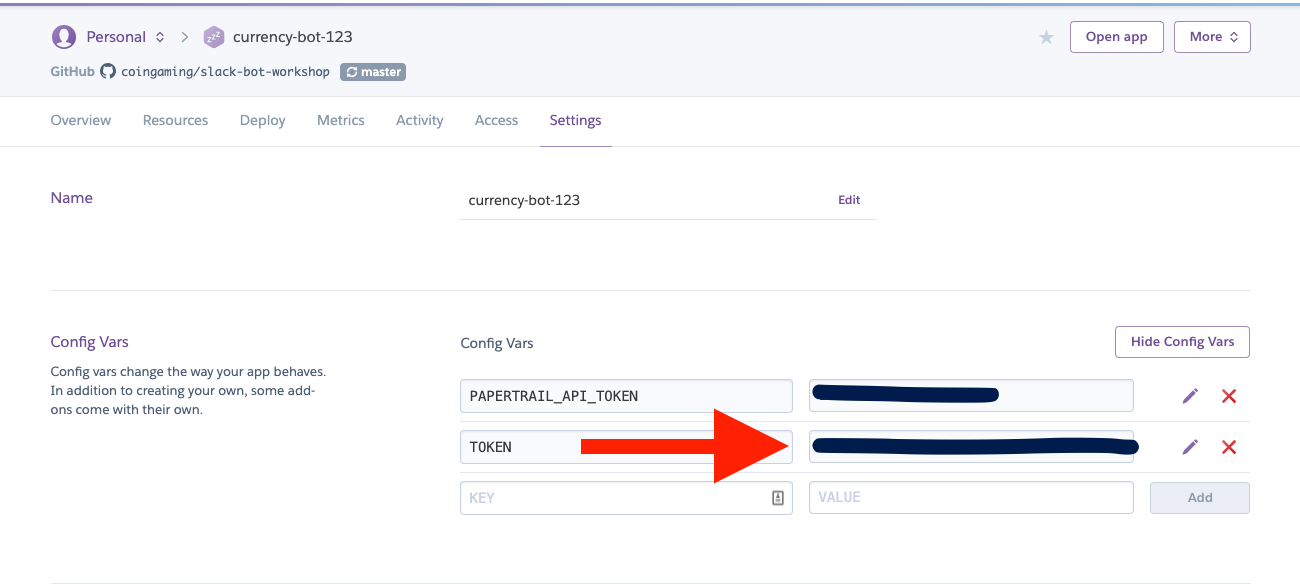 Personal > currency-bot-123 Open app More
GitHub coingaming/slack-bot-workshop master
Overview Resources Deploy Metrics Activity Access Settings
Name currency-bot-123 Edit
Config Vars Config Vars Hide Config Vars
Config vars change the way your app behaves.
In addition to creating your own, some add-
ons come with their own.
PAPERTRAIL_API_TOKEN
TOKEN
KEY VALUE Add